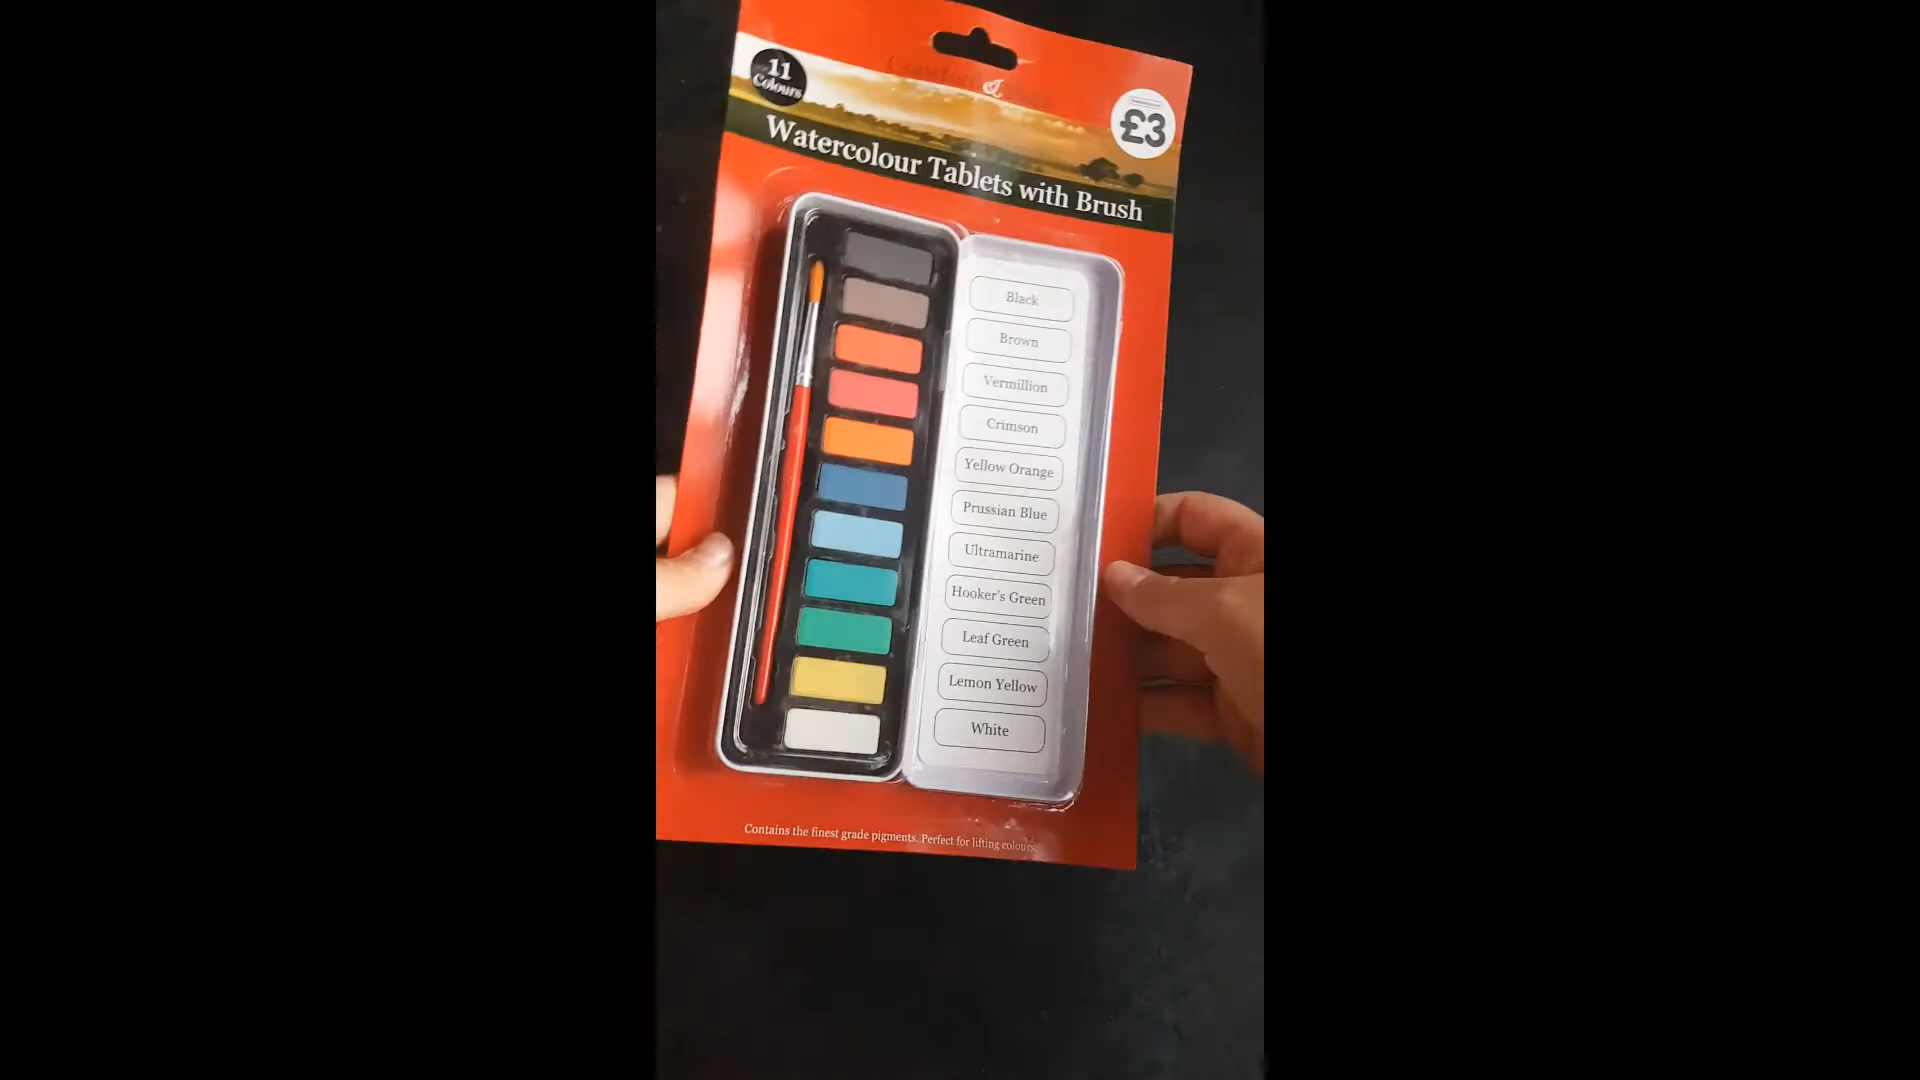 11
Colours
&
£3
Watercolour Tablets with Brush
Black
Brown
Vermillion
Crimson
Yellow Orange
Prussian Blue
Ultramarine
Hooker's Green
Leaf Green
Lemon Yellow
White
Contains the finest grade pigments. Perfect for lifting colours.